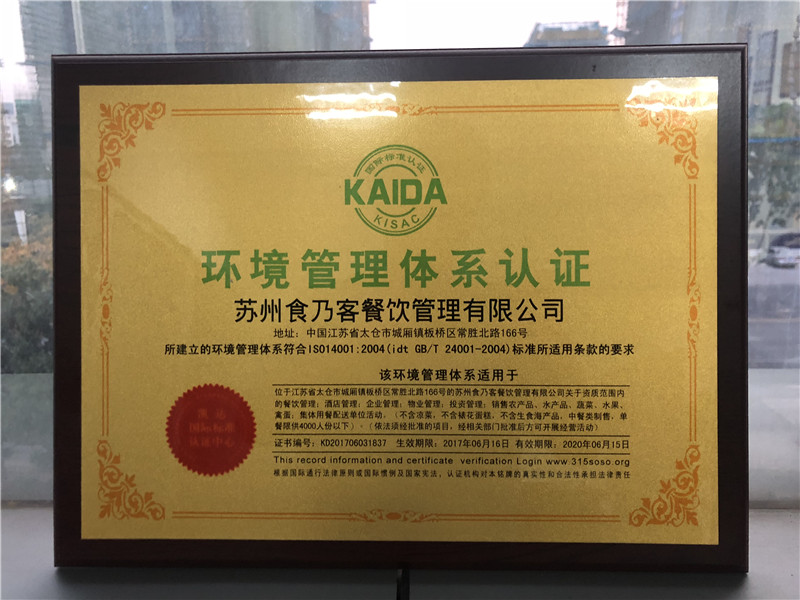 国际标准认证
KAIDA
KISAC
环境管理体系认证
苏州食乃客餐饮管理有限公司
地址：中国江苏省太仓市城厢镇板桥区常胜北路166号
所建立的环境管理体系符合ISO14001:2004(idt GB/T 24001-2004)标准所适用条款的要求
该环境管理体系适用于
位于江苏省太仓市城厢镇板桥区常胜北路166号的苏州食乃客餐饮管理有限公司关于资质范围内
的餐饮管理；酒店管理；企业管理；物业管理；投资管理；销售农产品、水产品、蔬菜、水果、
禽蛋；集体用餐配送单位活动。（不含凉菜，不含裱花蛋糕，不含生食海产品，中餐类制售，单
餐限供4000人份以下）。（依法须经批准的项目，经相关部门批准后方可开展经营活动）
证书编号：KD201706031837 生效期限：2017年06月16日 有效期限：2020年06月15日
This record information and certificate verification Login www.315soso.org
根据国际通行法律原则或国际惯例及国家宪法，认证机构对本铭牌的真实性和合法性承担法律责任
凯达
国际标准
认证中心